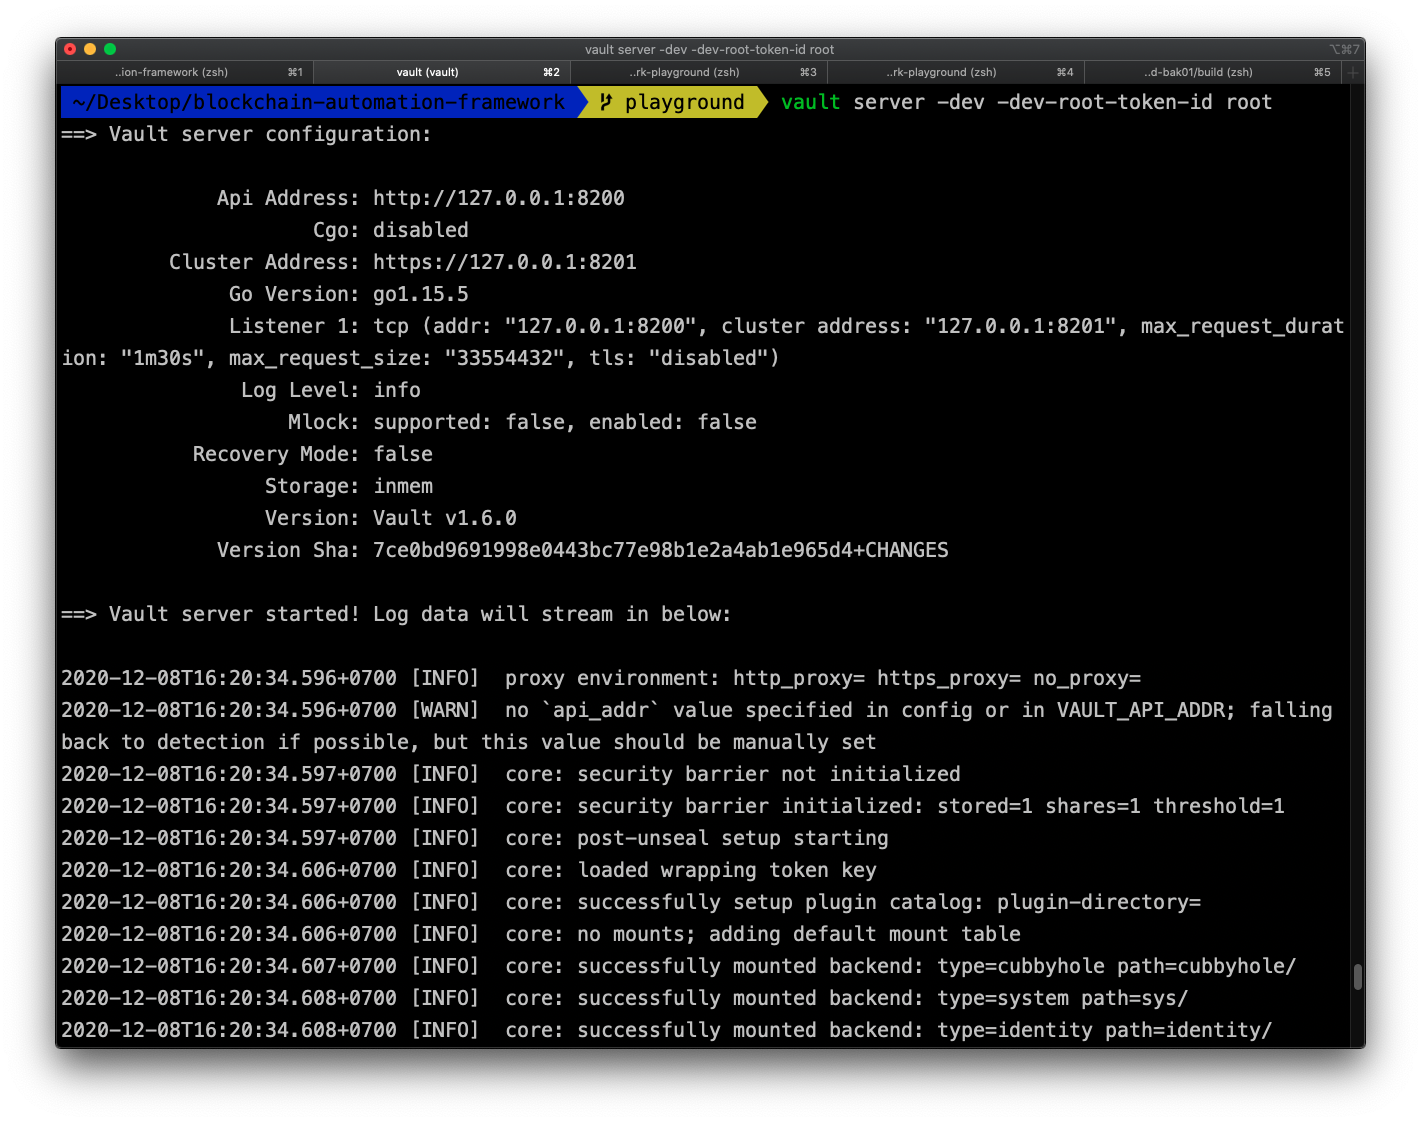 vault server -dev -dev-root-token-id root
⌥⌘7
..ion-framework (zsh) ⌘1 vault (vault) ⌘2 ..rk-playground (zsh) ⌘3 ..rk-playground (zsh) ⌘4 ..d-bak01/build (zsh) ⌘5 +
~/Desktop/blockchain-automation-framework playground vault server -dev -dev-root-token-id root
==> Vault server configuration:
Api Address: http://127.0.0.1:8200
Cgo: disabled
Cluster Address: https://127.0.0.1:8201
Go Version: go1.15.5
Listener 1: tcp (addr: "127.0.0.1:8200", cluster address: "127.0.0.1:8201", max_request_durat
ion: "1m30s", max_request_size: "33554432", tls: "disabled")
Log Level: info
Mlock: supported: false, enabled: false
Recovery Mode: false
Storage: inmem
Version: Vault v1.6.0
Version Sha: 7ce0bd9691998e0443bc77e98b1e2a4ab1e965d4+CHANGES
==> Vault server started! Log data will stream in below:
2020-12-08T16:20:34.596+0700 [INFO]  proxy environment: http_proxy= https_proxy= no_proxy=
2020-12-08T16:20:34.596+0700 [WARN]  no `api_addr` value specified in config or in VAULT_API_ADDR; falling
back to detection if possible, but this value should be manually set
2020-12-08T16:20:34.597+0700 [INFO]  core: security barrier not initialized
2020-12-08T16:20:34.597+0700 [INFO]  core: security barrier initialized: stored=1 shares=1 threshold=1
2020-12-08T16:20:34.597+0700 [INFO]  core: post-unseal setup starting
2020-12-08T16:20:34.606+0700 [INFO]  core: loaded wrapping token key
2020-12-08T16:20:34.606+0700 [INFO]  core: successfully setup plugin catalog: plugin-directory=
2020-12-08T16:20:34.606+0700 [INFO]  core: no mounts; adding default mount table
2020-12-08T16:20:34.607+0700 [INFO]  core: successfully mounted backend: type=cubbyhole path=cubbyhole/
2020-12-08T16:20:34.608+0700 [INFO]  core: successfully mounted backend: type=system path=sys/
2020-12-08T16:20:34.608+0700 [INFO]  core: successfully mounted backend: type=identity path=identity/